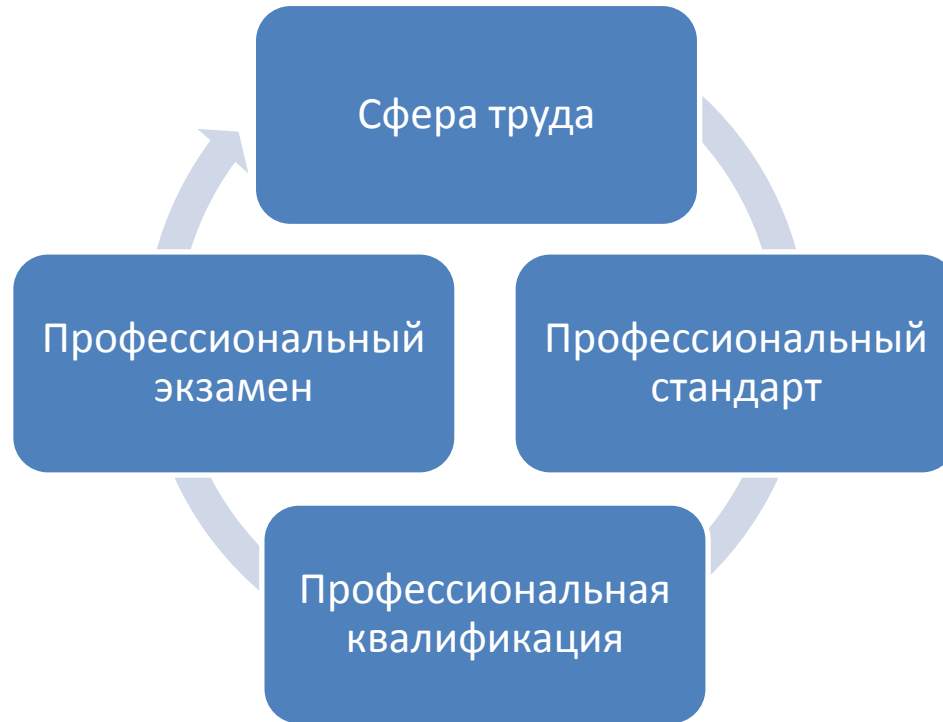 Сфера труда
Профессиональный
экзамен
Профессиональный
стандарт
Профессиональная
квалификация